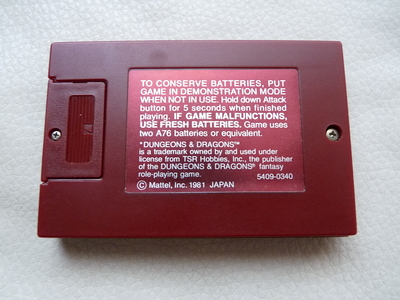 TO CONSERVE BATTERIES, PUT
GAME IN DEMONSTRATION MODE
WHEN NOT IN USE. Hold down Attack
button for 5 seconds when finished
playing. IF GAME MALFUNCTIONS,
USE FRESH BATTERIES. Game uses
two A76 batteries or equivalent.
"DUNGEONS & DRAGONS"™
is a trademark owned by and used under
license from TSR Hobbies, Inc., the publisher
of the DUNGEONS & DRAGONS® fantasy
role-playing game.
5409-0340
© Mattel, Inc. 1981 JAPAN